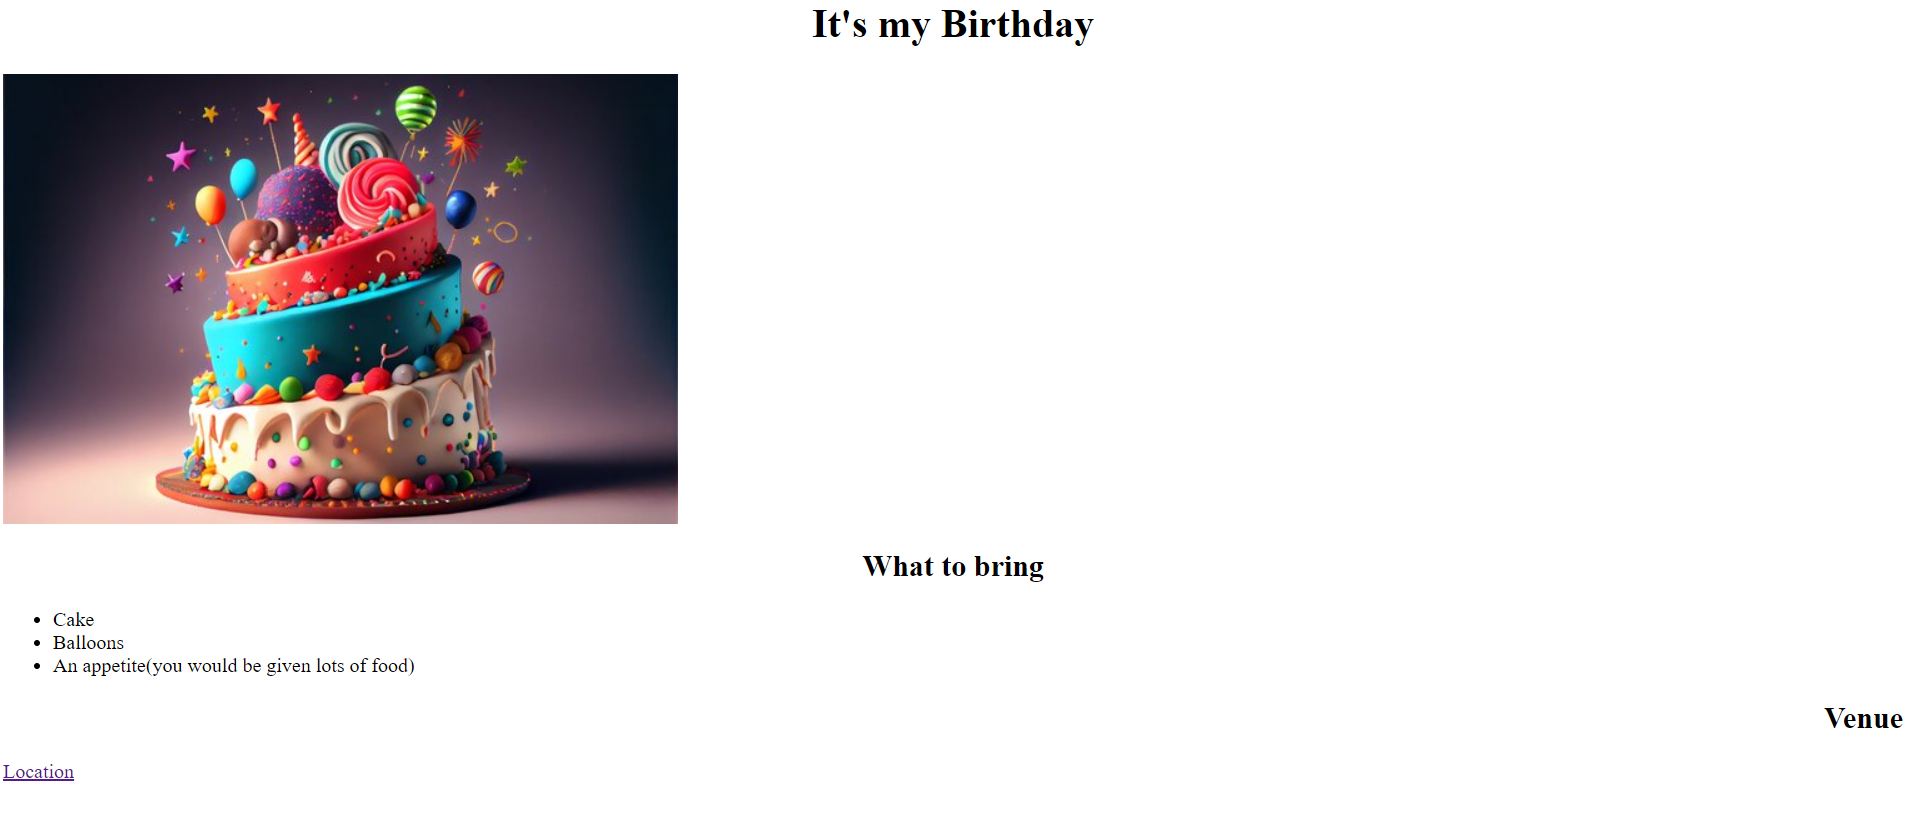 It's my Birthday
What to bring
Cake
Balloons
An appetite(you would be given lots of food)
Venue
Location